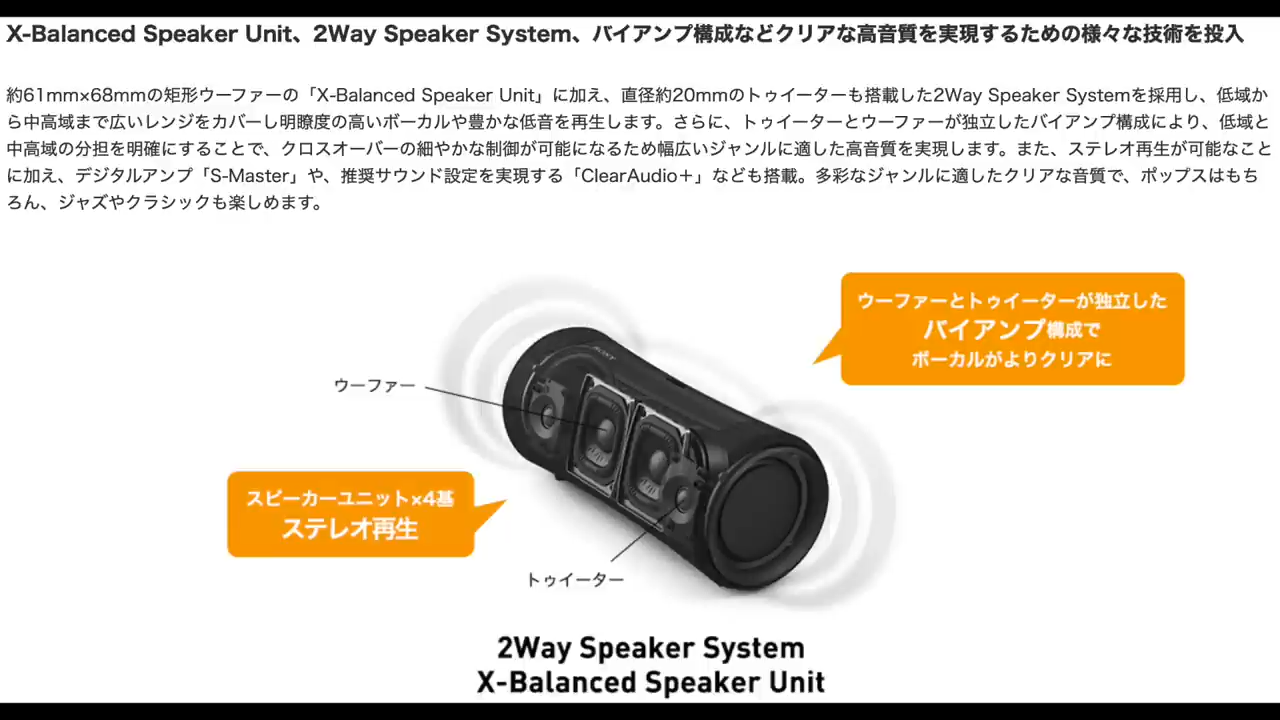 X-Balanced Speaker Unit、2Way Speaker System、バイアンプ構成などクリアな高音質を実現するための様々な技術を投入
約61mm×68mmの矩形ウーファーの「X-Balanced Speaker Unit」に加え、直径約20mmのトゥイーターも搭載した2Way Speaker Systemを採用し、低域か
ら中高域まで広いレンジをカバーし明瞭度の高いボーカルや豊かな低音を再生します。さらに、トゥイーターとウーファーが独立したバイアンプ構成により、低域と
中高域の分担を明確にすることで、クロスオーバーの細やかな制御が可能になるため幅広いジャンルに適した高音質を実現します。また、ステレオ再生が可能なこと
に加え、デジタルアンプ「S-Master」や、推奨サウンド設定を実現する「ClearAudio＋」なども搭載。多彩なジャンルに適したクリアな音質で、ポップスはもち
ろん、ジャズやクラシックも楽しめます。
ウーファーとトゥイーターが独立した
バイアンプ構成で
ボーカルがよりクリアに
SONY
ウーファー
スピーカーユニット×4基
ステレオ再生
トゥイーター
2Way Speaker System
X-Balanced Speaker Unit